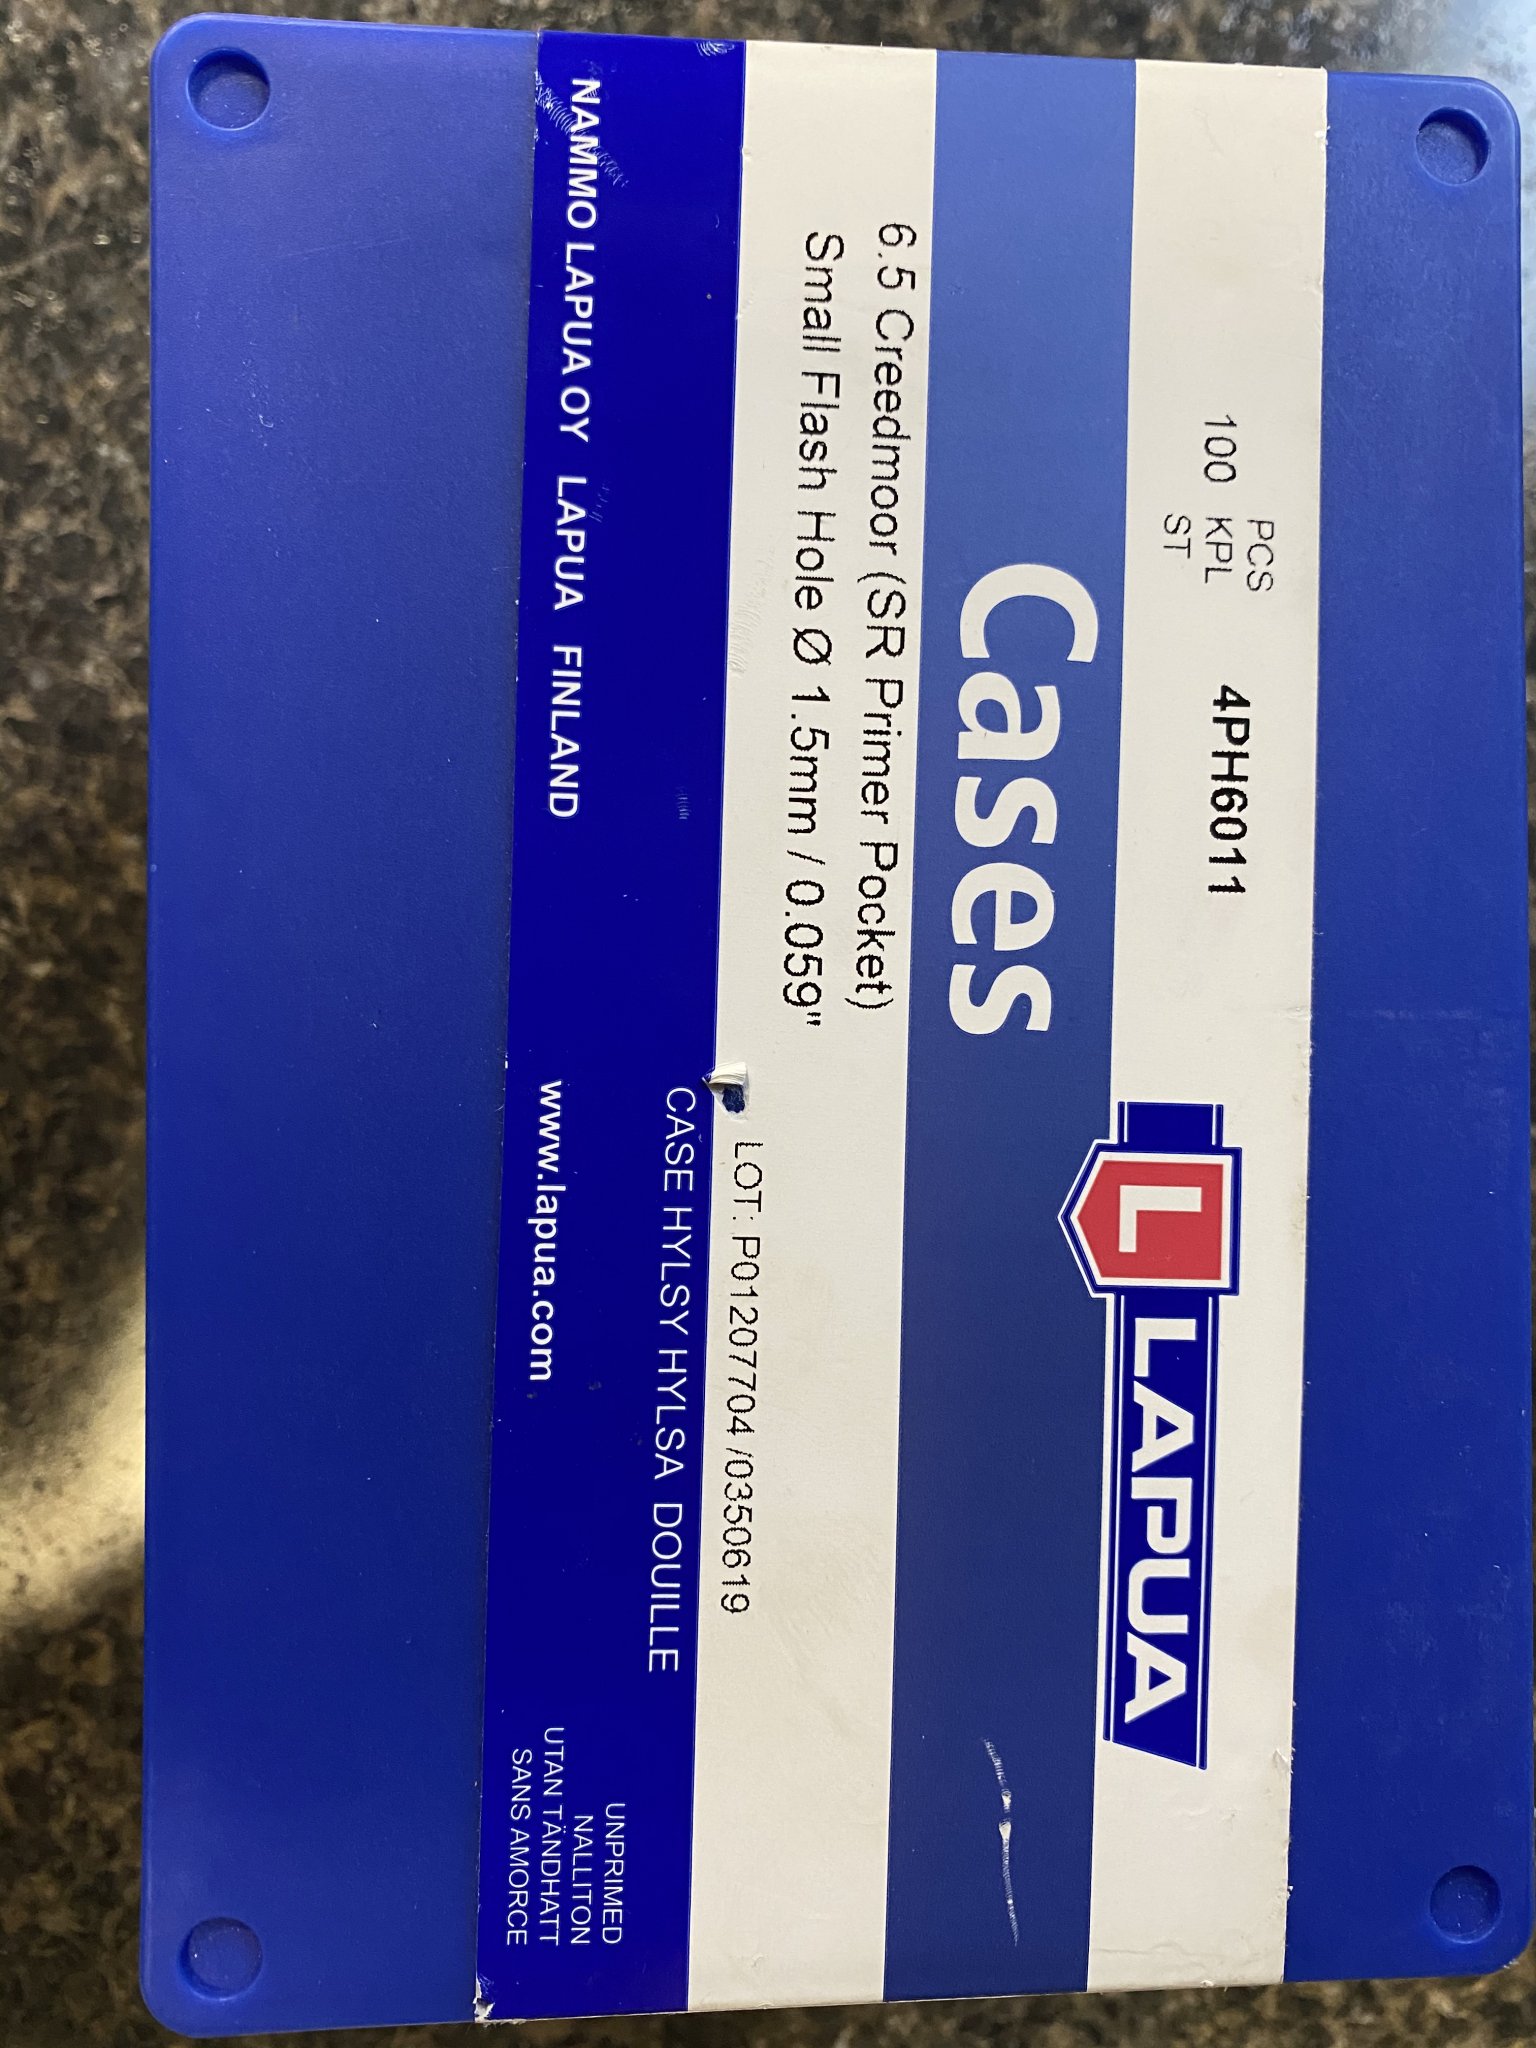 100 PCS
KPL
ST
4PH6011
L
LAPUA
Cases
6.5 Creedmoor (SR Primer Pocket)
Small Flash Hole Ø 1.5mm / 0.059"
LOT: P01207704 /0350619
CASE HYLSY HYLSA DOUILLE
NAMMO LAPUA OY LAPUA FINLAND
www.lapua.com
UNPRIMED
NALLITON
UTAN TÄNDHATT
SANS AMORCE